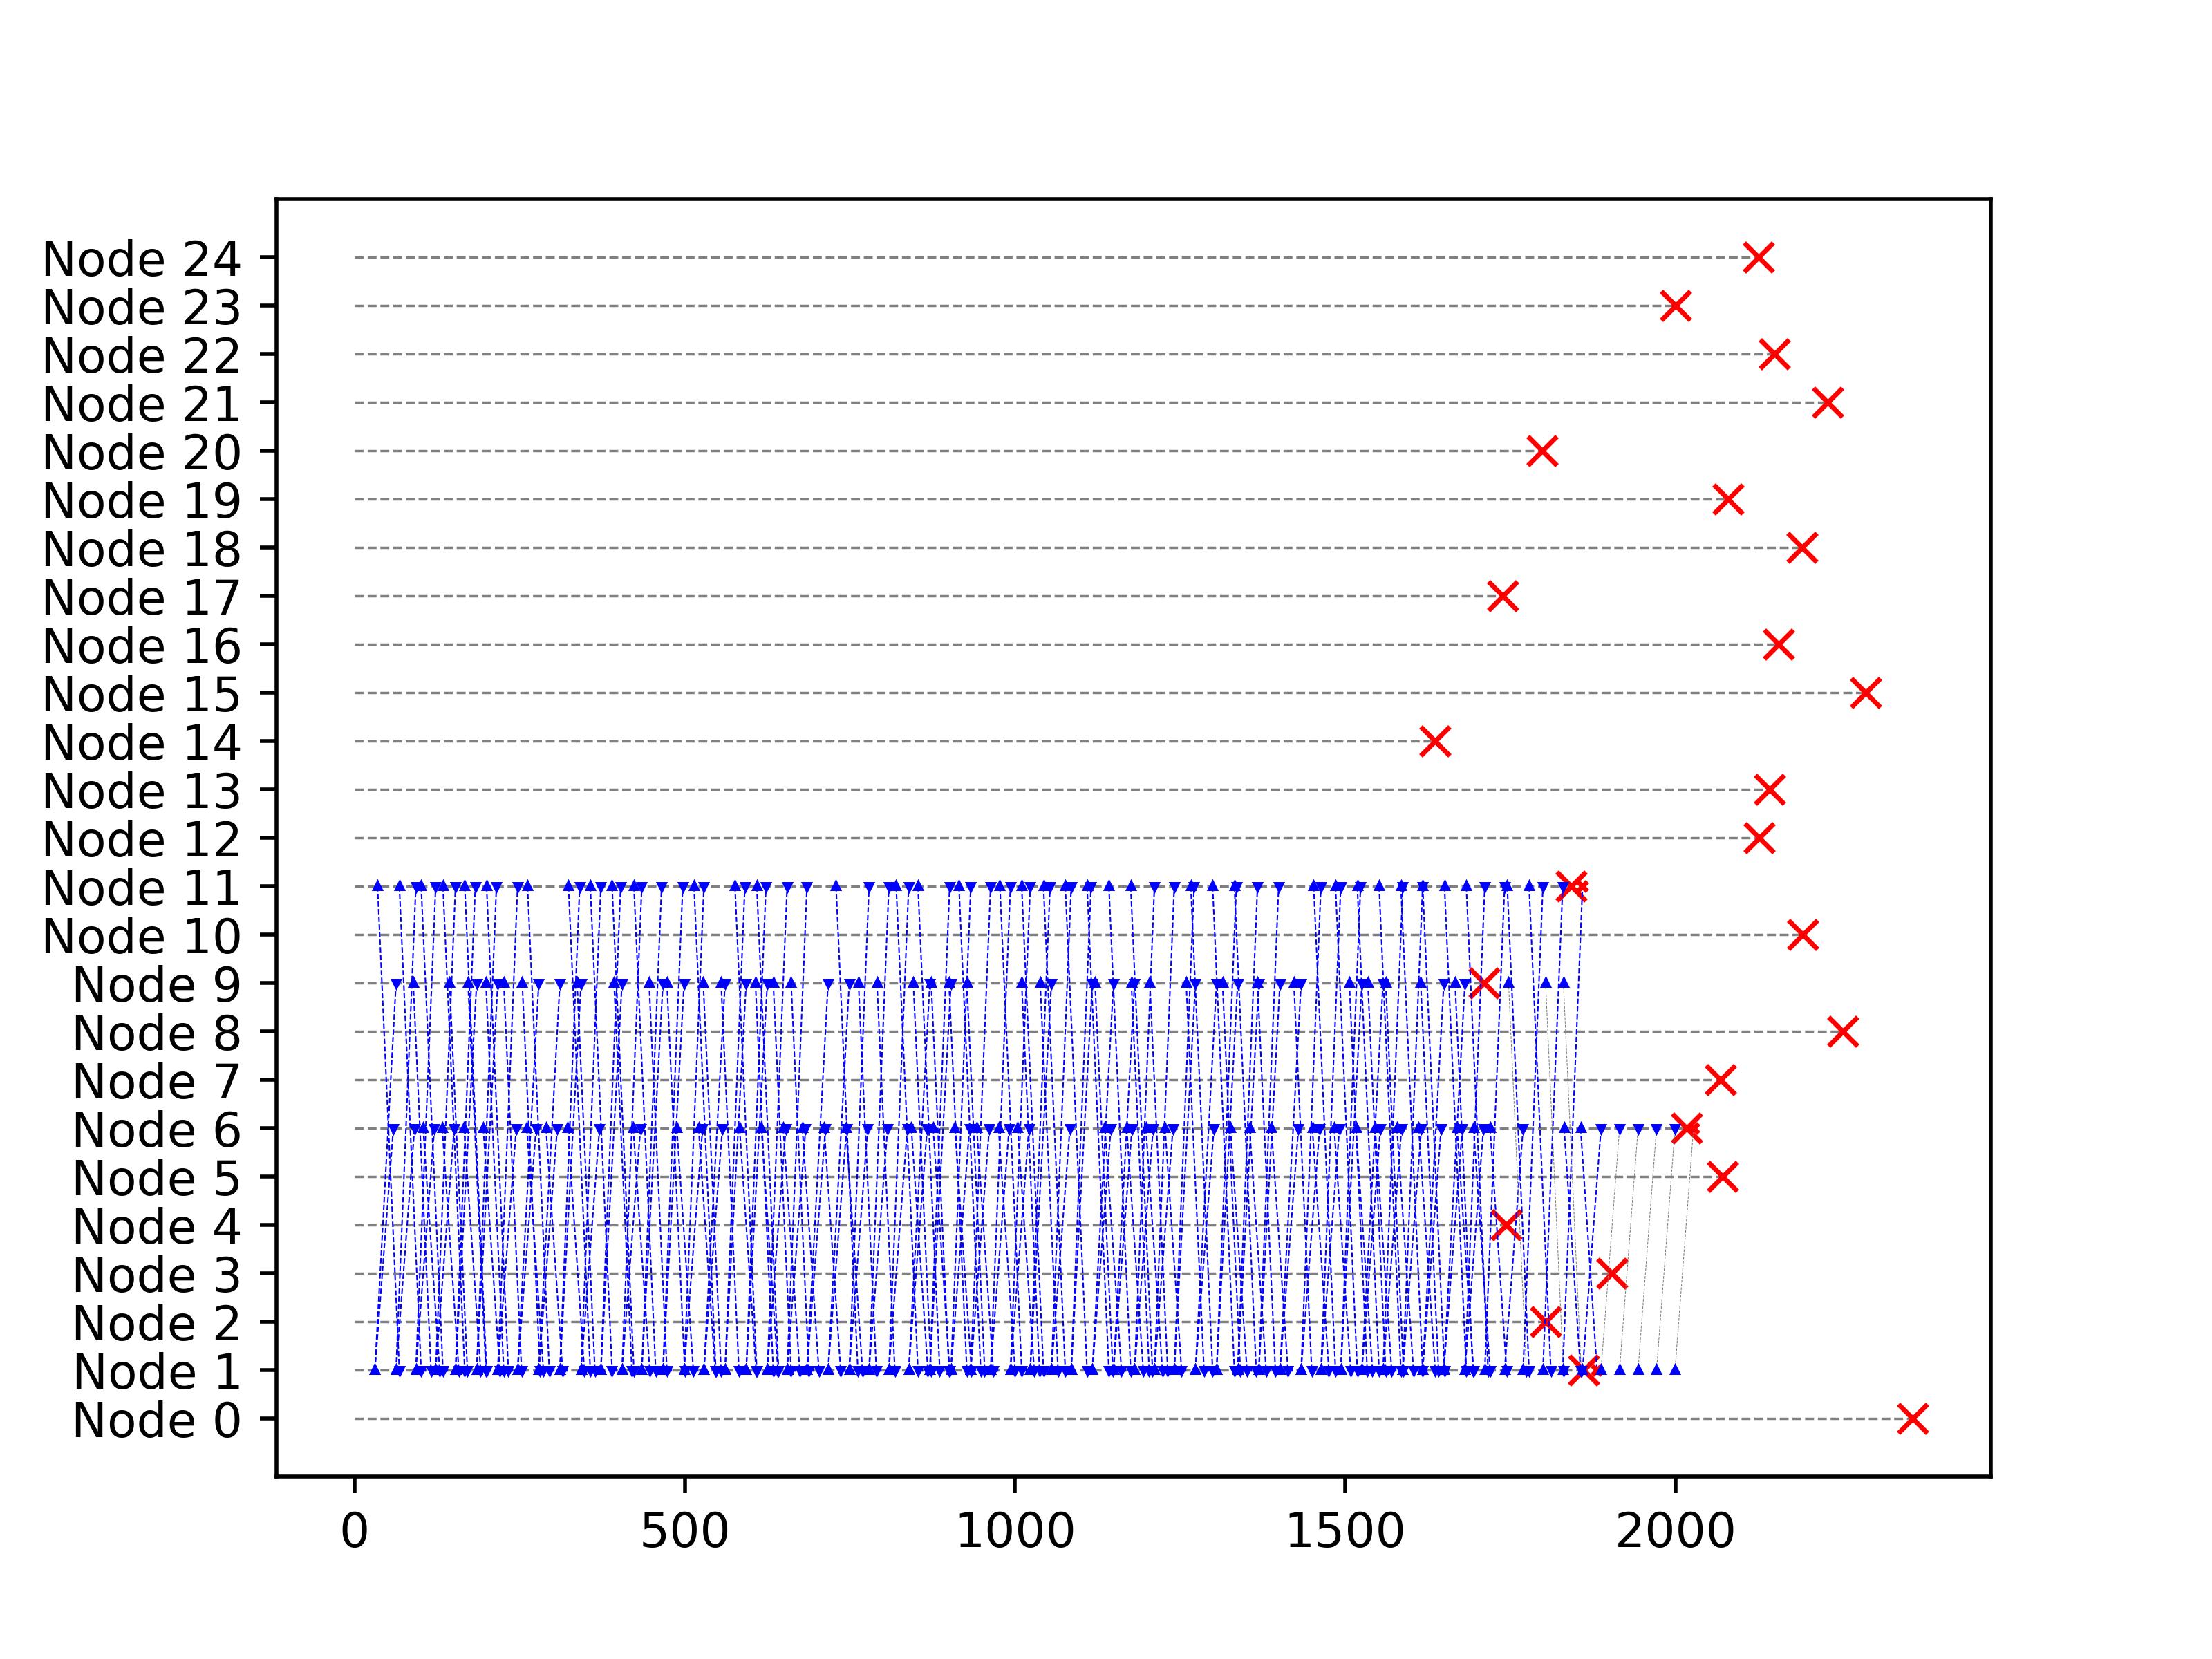 Node 24
Node 23
Node 22
Node 21
Node 20
Node 19
Node 18
Node 17
Node 16
Node 15
Node 14
Node 13
Node 12
Node 11
Node 10
Node 9
Node 8
Node 7
Node 6
Node 5
Node 4
Node 3
Node 2
Node 1
Node 0
0 500 1000 1500 2000